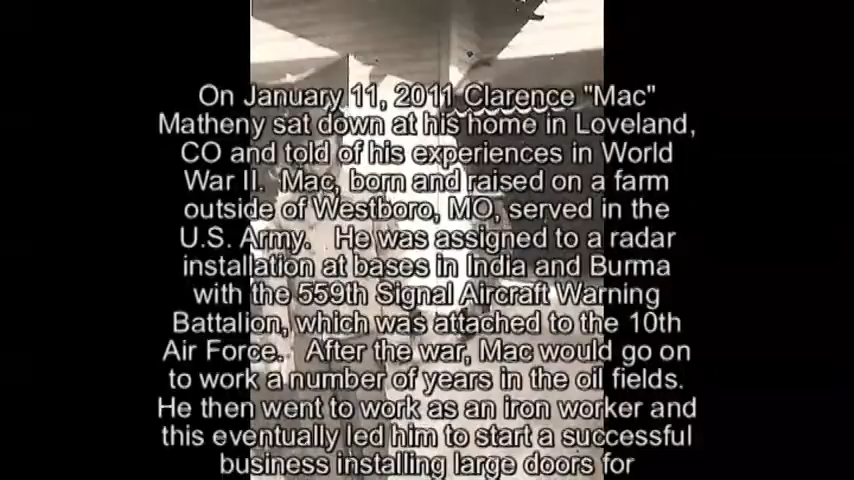 On January 11, 2011 Clarence "Mac"
Matheny sat down at his home in Loveland,
CO and told of his experiences in World
War II.  Mac, born and raised on a farm
outside of Westboro, MO, served in the
U.S. Army.  He was assigned to a radar
installation at bases in India and Burma
with the 559th Signal Aircraft Warning
Battalion, which was attached to the 10th
Air Force.  After the war, Mac would go on
to work a number of years in the oil fields.
He then went to work as an iron worker and
this eventually led him to start a successful
business installing large doors for